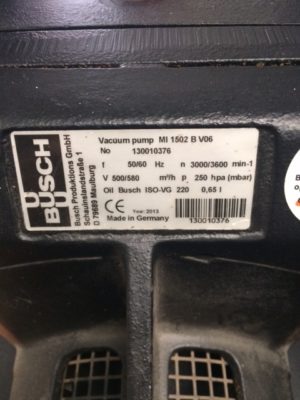 BUSCH
Busch Produktions GmbH
Schauinslandstraße 1
D 79689 Maulburg
Vacuum pump MI 1502 B V06
No 130010376
f 50/60 Hz n 3000/3600 min-1
V 500/580 m³/h p 250 hpa (mbar)
Oil Busch ISO-VG 220 0,65 l
CE Year: 2013
Made in Germany
130010376